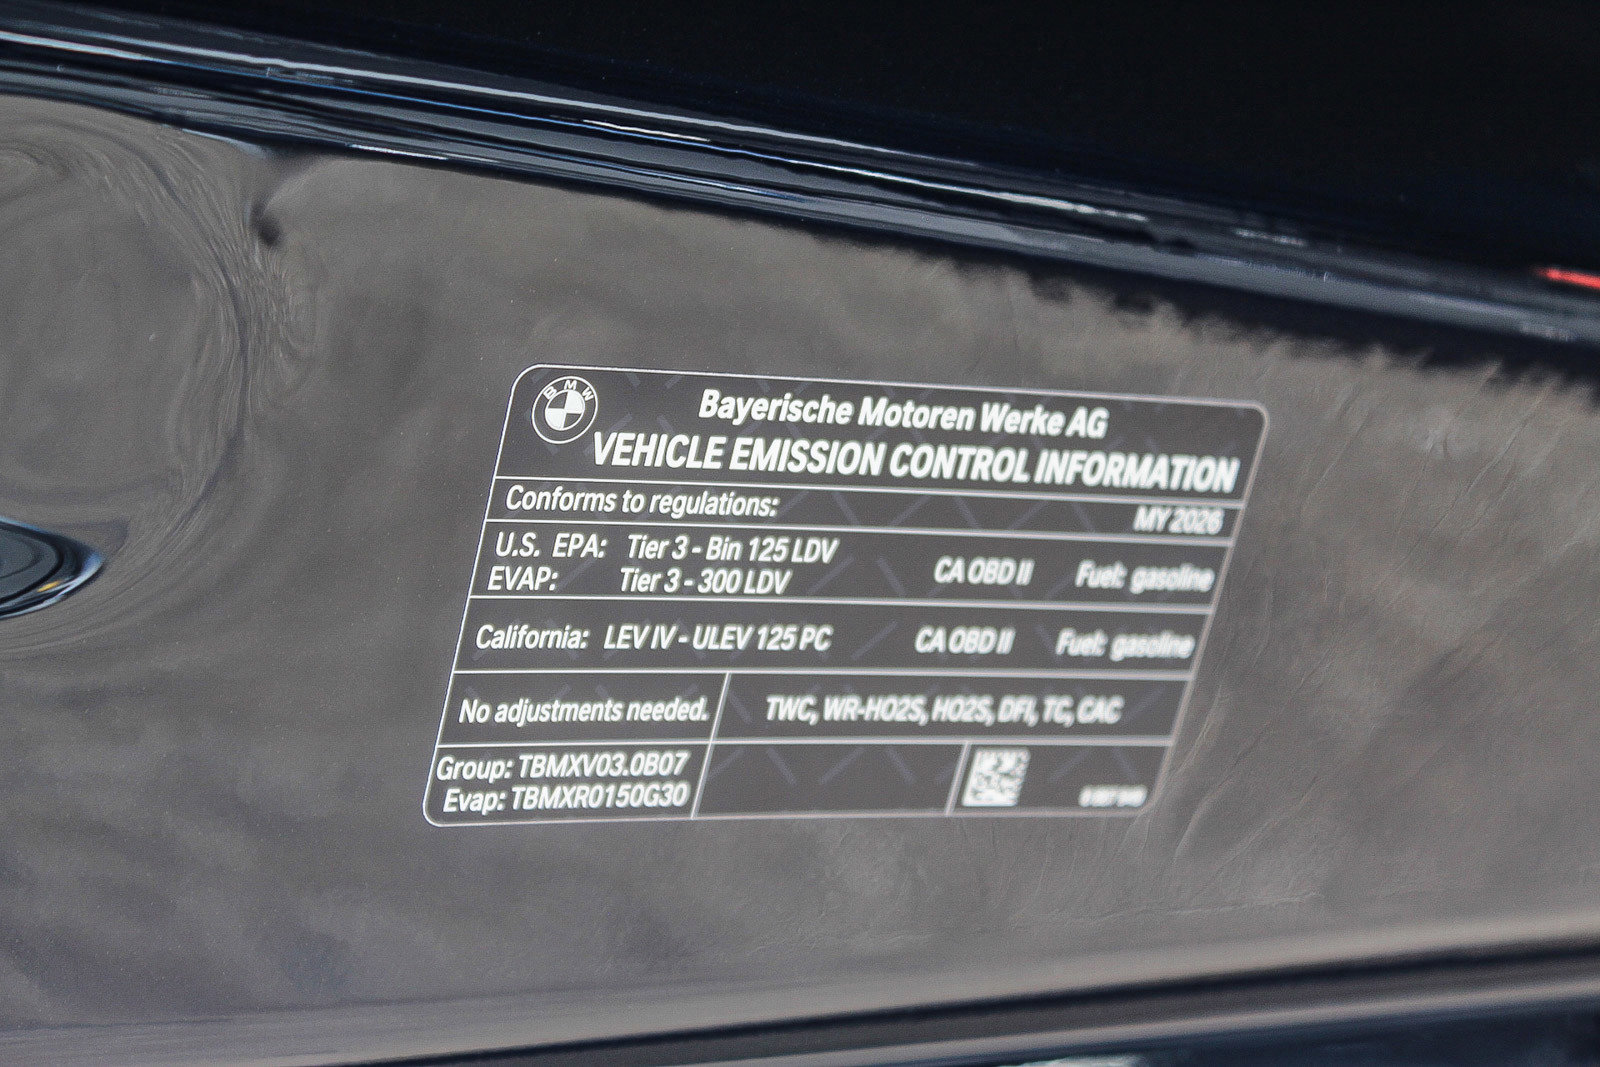 BMW
Bayerische Motoren Werke AG
VEHICLE EMISSION CONTROL INFORMATION
Conforms to regulations: MY 2026
U.S. EPA: Tier 3 - Bin 125 LDV
EVAP: Tier 3 - 300 LDV CA OBD II Fuel: gasoline
California: LEV IV - ULEV 125 PC CA OBD II Fuel: gasoline
No adjustments needed. TWC, WR-HO2S, HO2S, DFI, TC, CAC
Group: TBMXV03.0B07
Evap: TBMXR0150G30